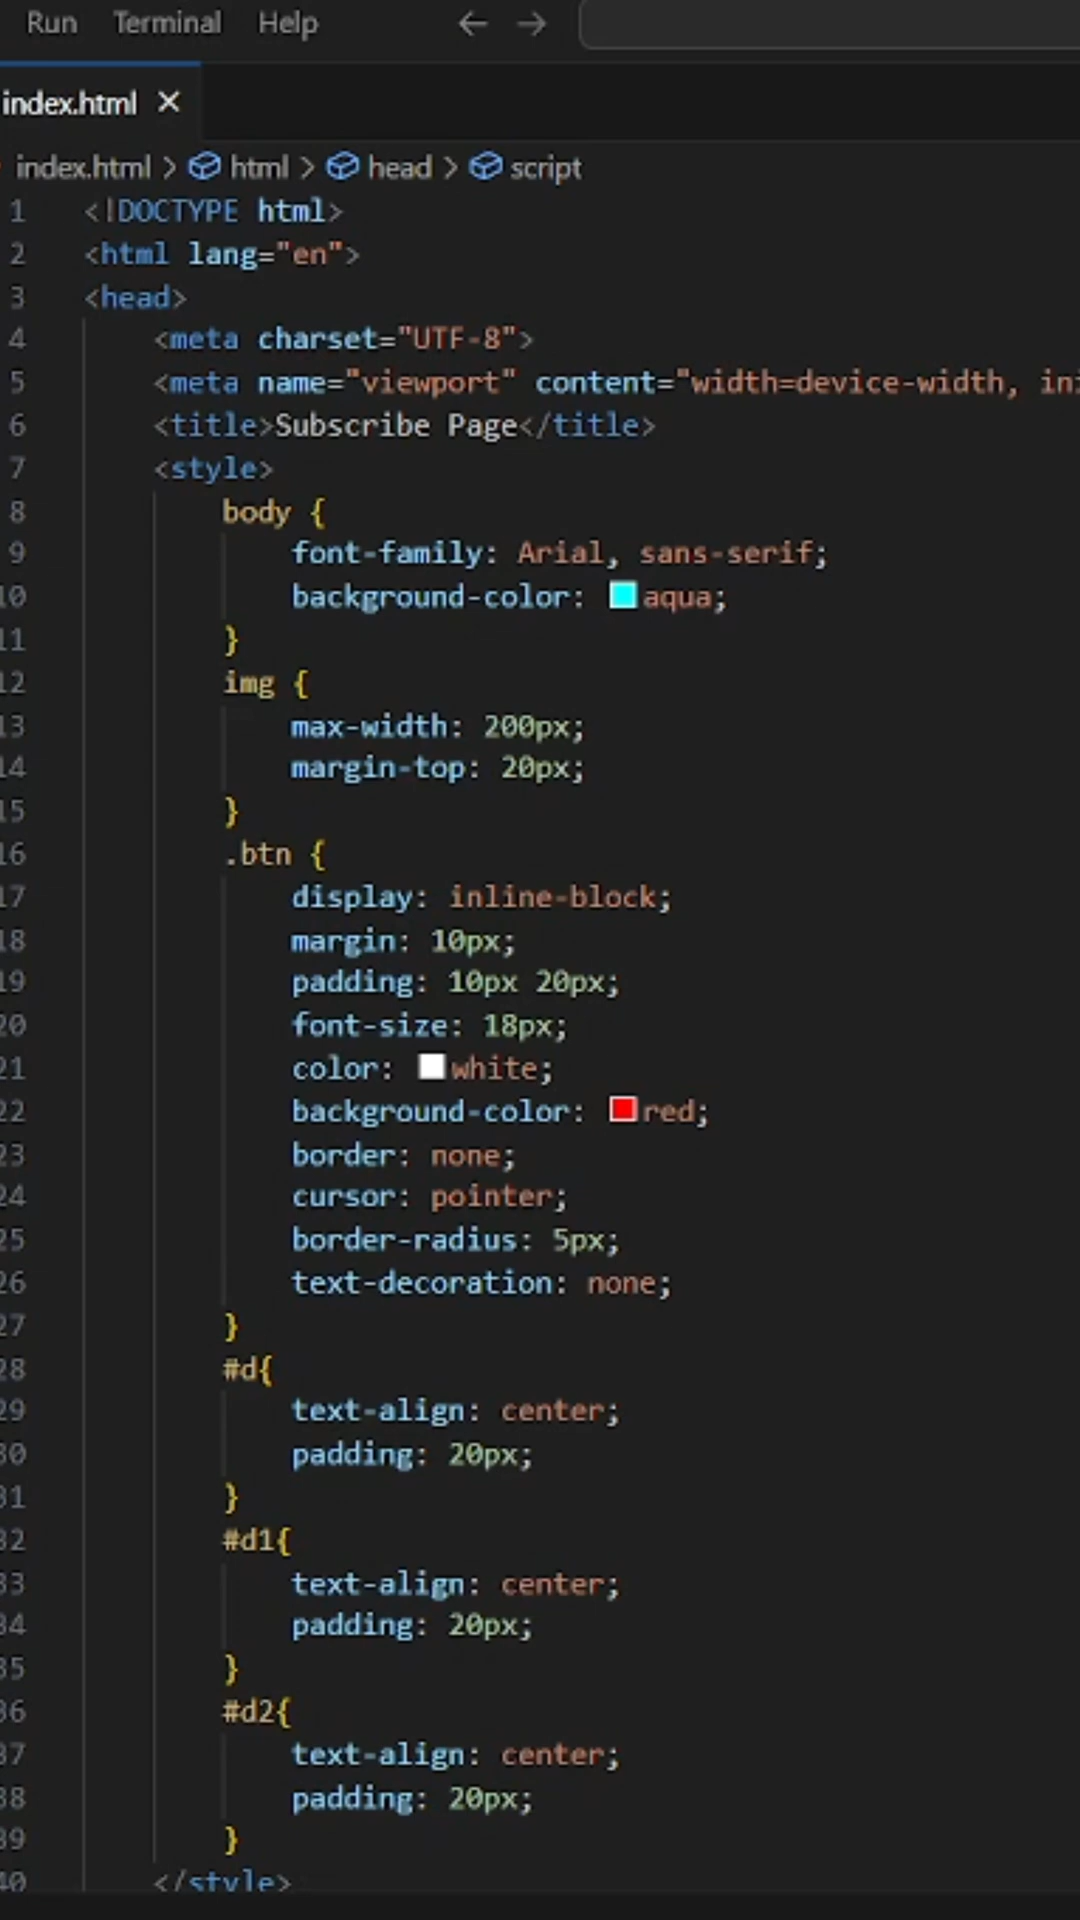 Run Terminal Help
index.html
index.html > html > head > script
1 <!DOCTYPE html>
2 <html lang="en">
3 <head>
4 <meta charset="UTF-8">
5 <meta name="viewport" content="width=device-width,
6 <title>Subscribe Page</title>
7 <style>
8 body {
9 font-family: Arial, sans-serif;
10 background-color: aqua;
11 }
12 img {
13 max-width: 200px;
14 margin-top: 20px;
15 }
16 .btn {
17 display: inline-block;
18 margin: 10px;
19 padding: 10px 20px;
20 font-size: 18px;
21 color: white;
22 background-color: red;
23 border: none;
24 cursor: pointer;
25 border-radius: 5px;
26 text-decoration: none;
27 }
28 #d{
29 text-align: center;
30 padding: 20px;
31 }
32 #d1{
33 text-align: center;
34 padding: 20px;
35 }
36 #d2{
37 text-align: center;
38 padding: 20px;
39 }
40 </style>